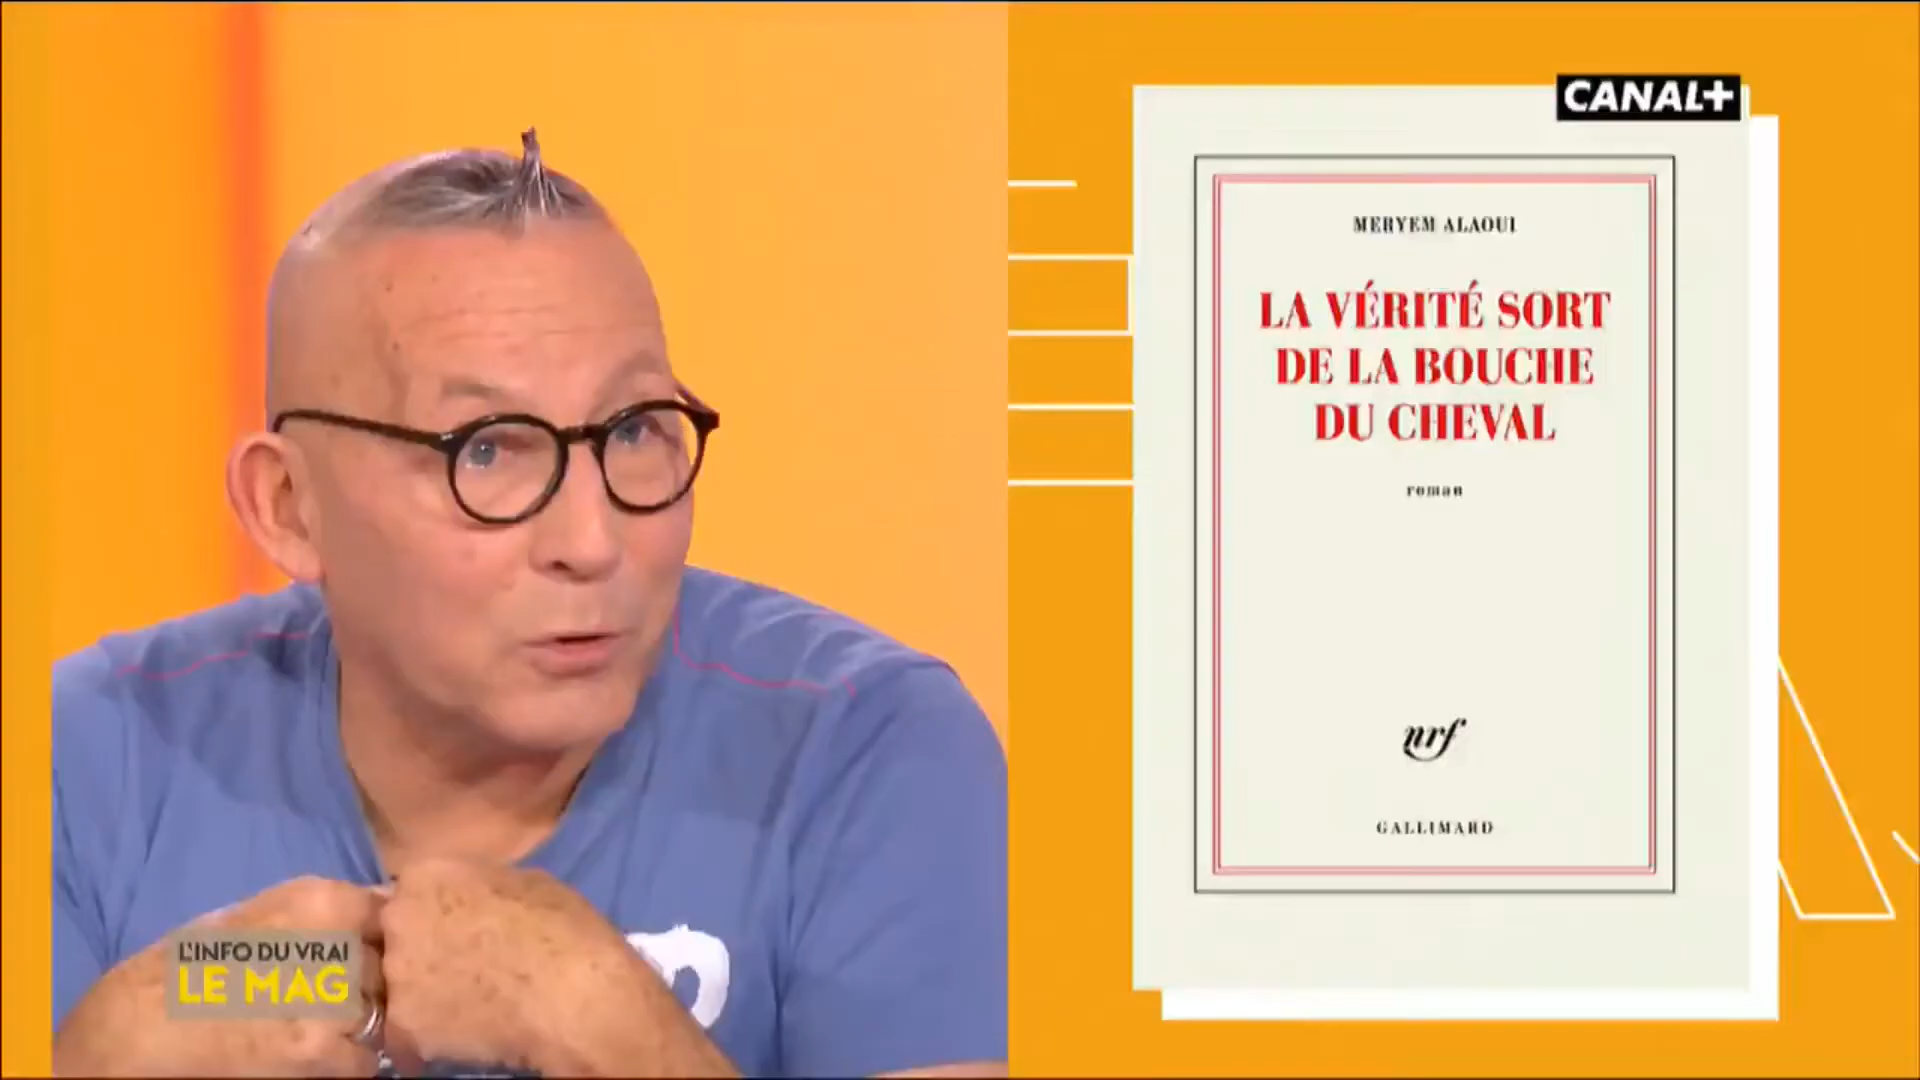 CANAL+
MERYEM ALAOUI
LA VÉRITÉ SORT
DE LA BOUCHE
DU CHEVAL
roman
nrf
GALLIMARD
L'INFO DU VRAI
LE MAG